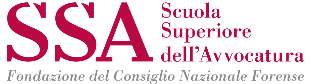 SSA Scuola
Superiore
dell'Avvocatura
Fondazione del Consiglio Nazionale Forense